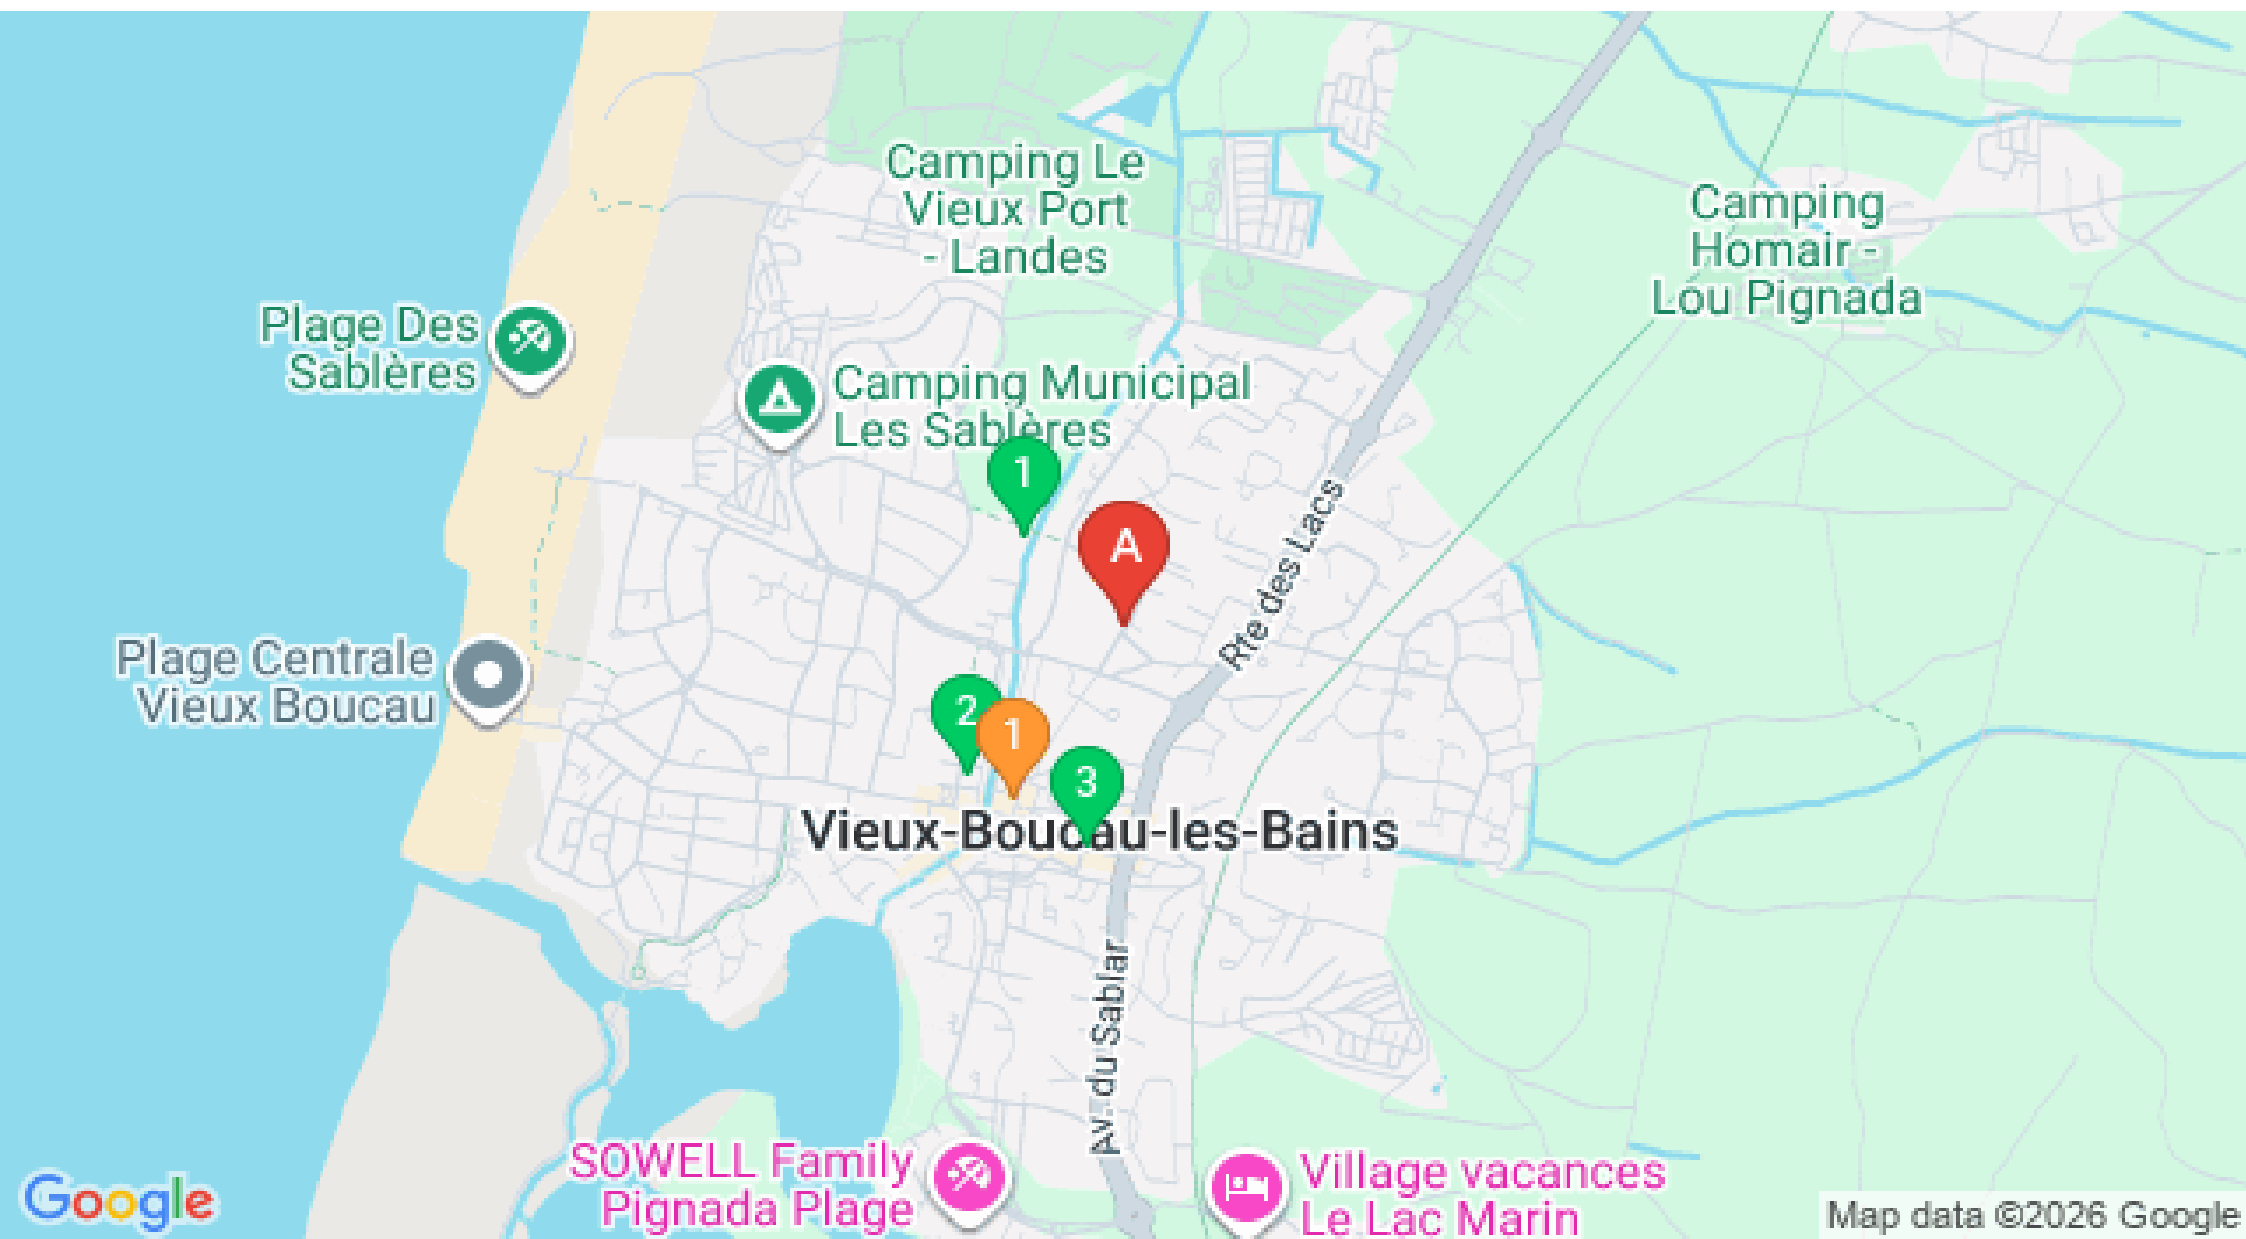 Camping Le
Vieux Port
- Landes
Camping
Homair -
Lou Pignada
Plage Des
Sablères
Camping Municipal
Les Sablères
1
A
Rte des Lacs
Plage Centrale
Vieux Boucau
2
1
3
Vieux-Boucau-les-Bains
Av. du Sablar
SOWELL Family
Pignada Plage
Village vacances
Le Lac Marin
Google
Map data ©2026 Google